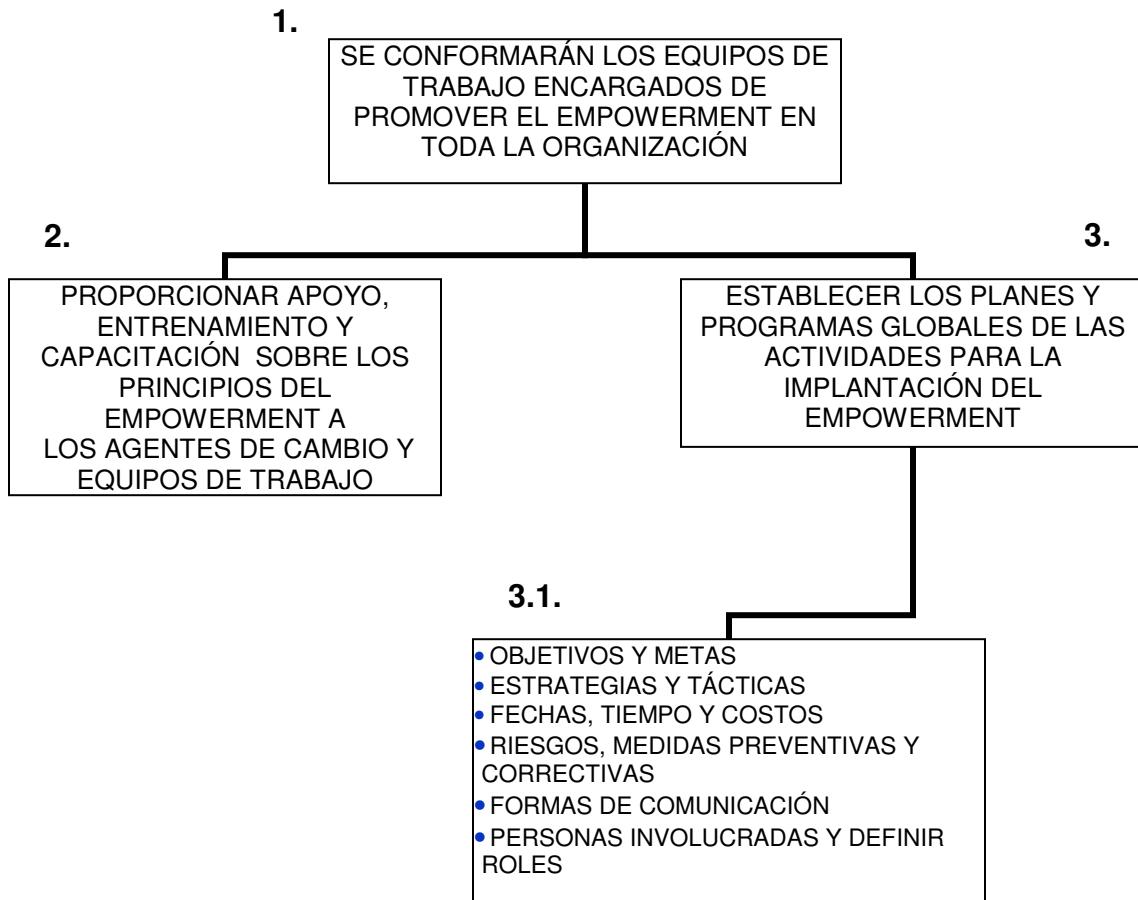 1.
SE CONFORMARÁN LOS EQUIPOS DE
TRABAJO ENCARGADOS DE
PROMOVER EL EMPOWERMENT EN
TODA LA ORGANIZACIÓN
2.
PROPORCIONAR APOYO,
ENTRENAMIENTO Y
CAPACITACIÓN SOBRE LOS
PRINCIPIOS DEL
EMPOWERMENT A
LOS AGENTES DE CAMBIO Y
EQUIPOS DE TRABAJO
3.
ESTABLECER LOS PLANES Y
PROGRAMAS GLOBALES DE LAS
ACTIVIDADES PARA LA
IMPLANTACIÓN DEL
EMPOWERMENT
3.1.
• OBJETIVOS Y METAS
• ESTRATEGIAS Y TÁCTICAS
• FECHAS, TIEMPO Y COSTOS
• RIESGOS, MEDIDAS PREVENTIVAS Y
CORRECTIVAS
• FORMAS DE COMUNICACIÓN
• PERSONAS INVOLUCRADAS Y DEFINIR
ROLES